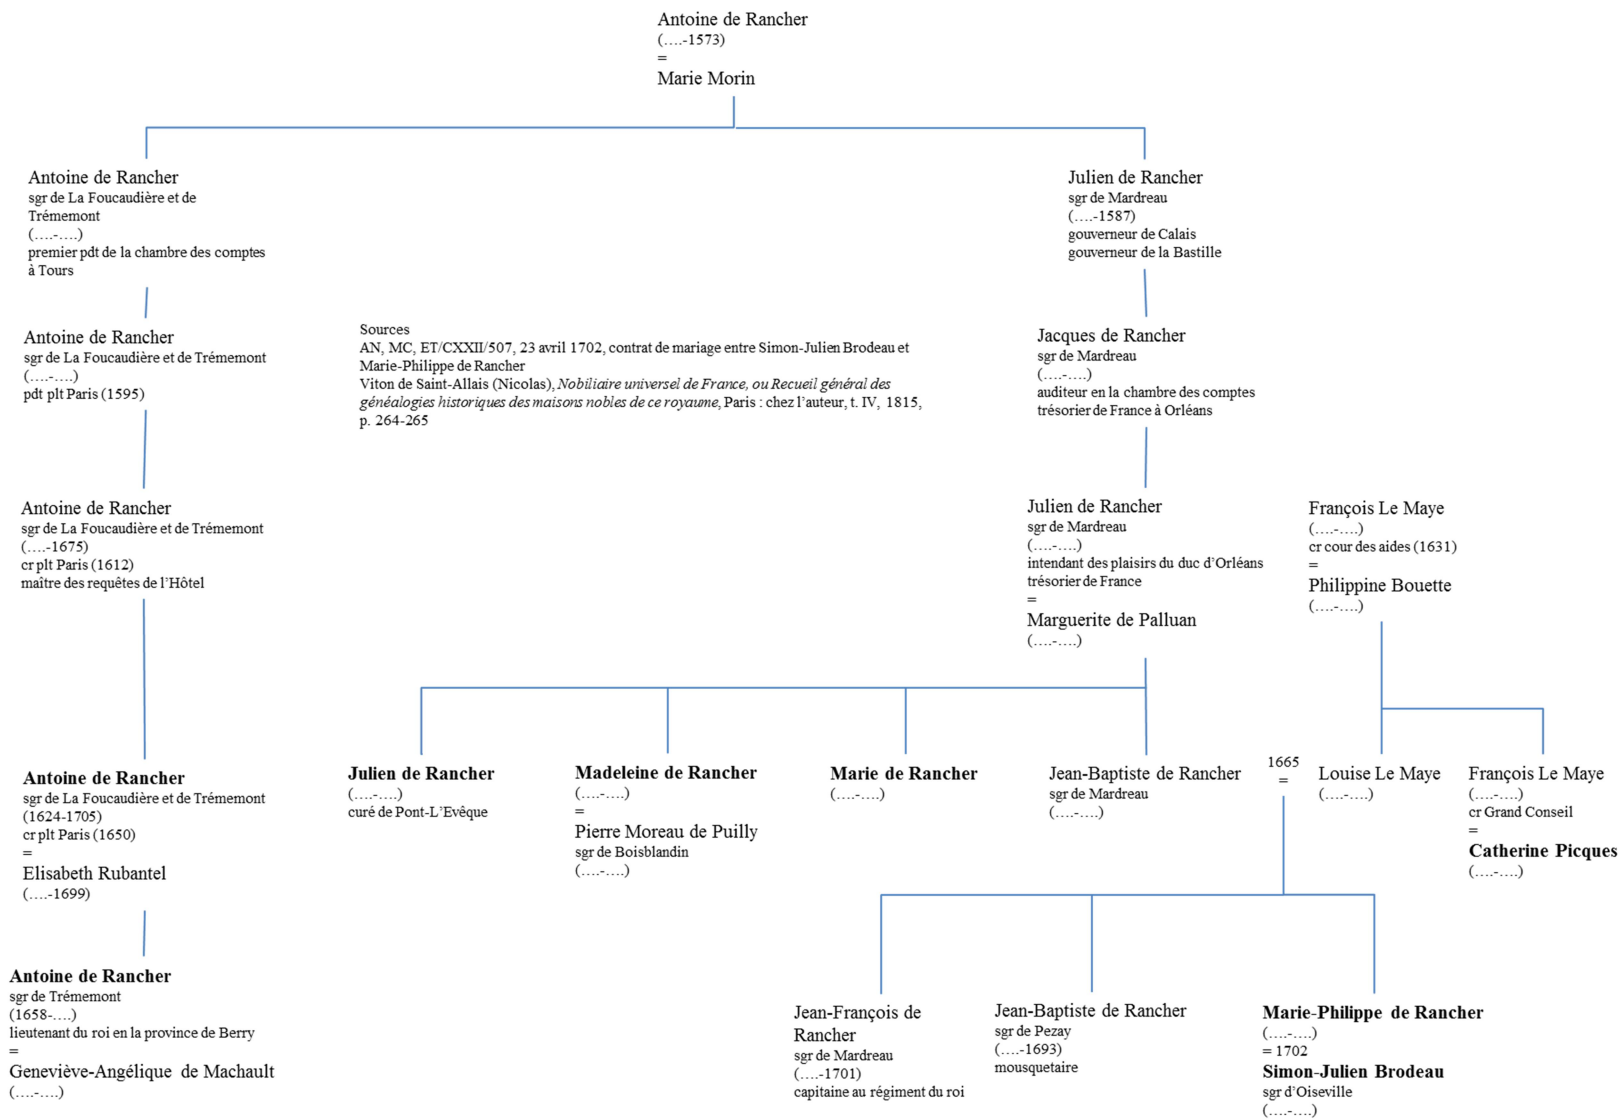 Antoine de Rancher
(….-1573)
=
Marie Morin
Antoine de Rancher
sgr de La Foucaudière et de
Trémemont
(….-….)
premier pdt de la chambre des comptes
à Tours
Julien de Rancher
sgr de Mardreau
(….-1587)
gouverneur de Calais
gouverneur de la Bastille
Antoine de Rancher
sgr de La Foucaudière et de Trémemont
(….-….)
pdt plt Paris (1595)
Sources
AN, MC, ET/CXXII/507, 23 avril 1702, contrat de mariage entre Simon-Julien Brodeau et
Marie-Philippe de Rancher
Viton de Saint-Allais (Nicolas), Nobiliaire universel de France, ou Recueil général des
généalogies historiques des maisons nobles de ce royaume, Paris : chez l’auteur, t. IV, 1815,
p. 264-265
Jacques de Rancher
sgr de Mardreau
(….-….)
auditeur en la chambre des comptes
trésorier de France à Orléans
Antoine de Rancher
sgr de La Foucaudière et de Trémemont
(….-1675)
cr plt Paris (1612)
maître des requêtes de l’Hôtel
Julien de Rancher
sgr de Mardreau
(….-….)
intendant des plaisirs du duc d’Orléans
trésorier de France
=
Marguerite de Palluan
(….-….)
François Le Maye
(….-….)
cr cour des aides (1631)
=
Philippine Bouette
(….-….)
Antoine de Rancher
sgr de La Foucaudière et de Trémemont
(1624-1705)
cr plt Paris (1650)
=
Elisabeth Rubantel
(….-1699)
Julien de Rancher
(….-….)
curé de Pont-L’Evêque
Madeleine de Rancher
(….-….)
=
Pierre Moreau de Puilly
sgr de Boisblandin
(….-….)
Marie de Rancher
(….-….)
Jean-Baptiste de Rancher
sgr de Mardreau
(….-….)
1665
=
Louise Le Maye
(….-….)
François Le Maye
(….-….)
cr Grand Conseil
=
Catherine Picques
(….-….)
Antoine de Rancher
sgr de Trémemont
(1658-….)
lieutenant du roi en la province de Berry
=
Geneviève-Angélique de Machault
(….-….)
Jean-François de
Rancher
sgr de Mardreau
(….-1701)
capitaine au régiment du roi
Jean-Baptiste de Rancher
sgr de Pezay
(….-1693)
mousquetaire
Marie-Philippe de Rancher
(….-….)
= 1702
Simon-Julien Brodeau
sgr d’Oiseville
(….-….)